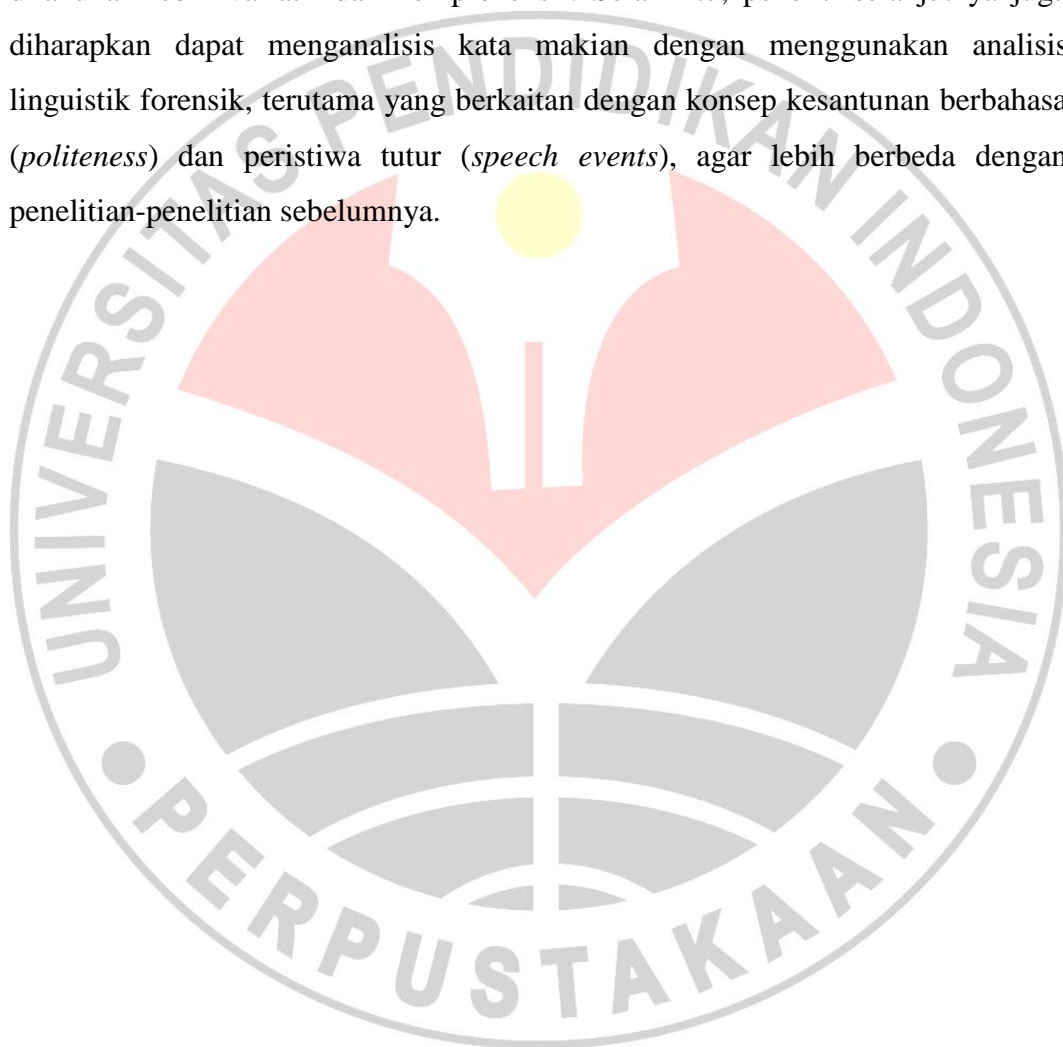 diharapkan dapat menganalisis kata makian dengan menggunakan analisis
linguistik forensik, terutama yang berkaitan dengan konsep kesantunan berbahasa
(politeness) dan peristiwa tutur (speech events), agar lebih berbeda dengan
penelitian-penelitian sebelumnya.
UNIVERSITAS PENDIDIKAN INDONESIA
PERPUSTAKAAN